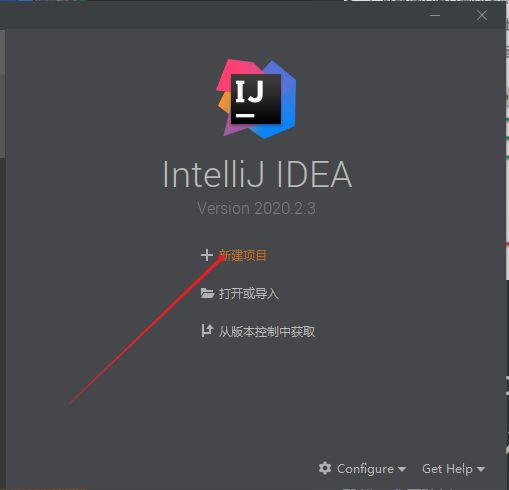 IJ
IntelliJ IDEA
Version 2020.2.3
新建项目
打开或导入
从版本控制中获取
Configure
Get Help